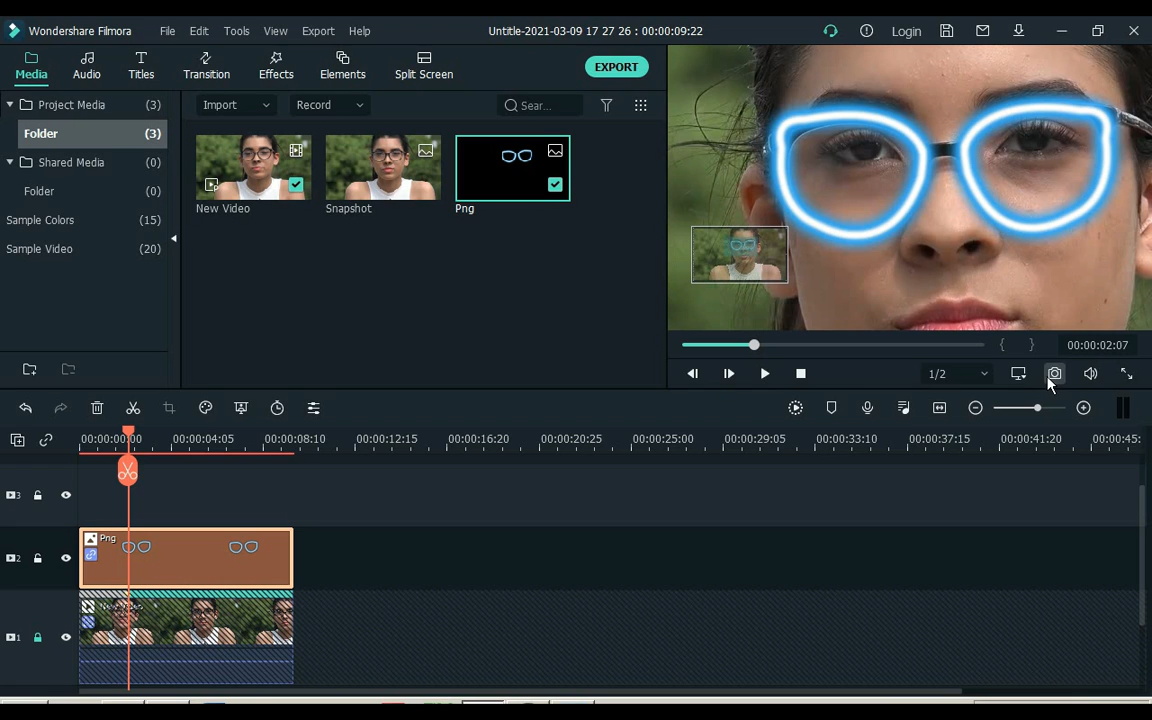 Wondershare Filmora File Edit Tools View Export Help Untitle-2021-03-09 17 27 26 : 00:00:09:22 Login
Media Audio Titles Transition Effects Elements Split Screen EXPORT
Project Media (3) Import Record Sear...
Folder (3)
Shared Media (0)
Folder (0)
Sample Colors (15) New Video Snapshot Png
Sample Video (20)
00:00:02:07
1/2
00:00:00:00 00:00:04:05 00:00:08:10 00:00:12:15 00:00:16:20 00:00:20:25 00:00:25:00 00:00:29:05 00:00:33:10 00:00:37:15 00:00:41:20 00:00:45:
3
Png
2
New Video
1